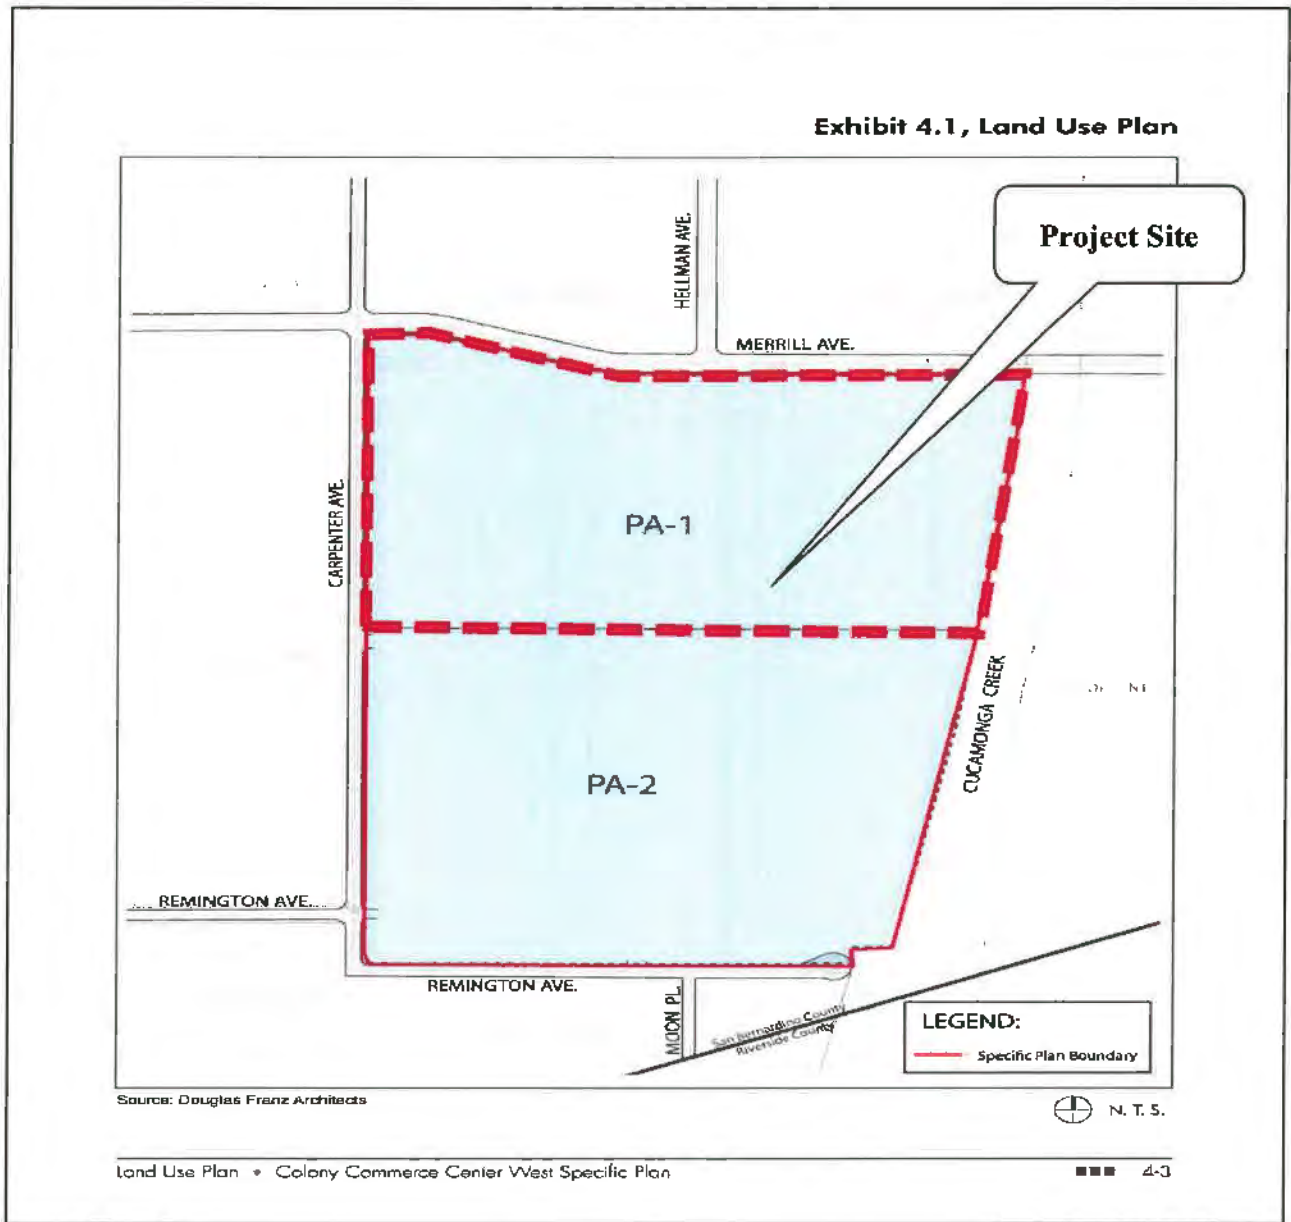 Exhibit 4.1, Land Use Plan
Project Site
HELLMAN AVE.
MERRILL AVE.
CARPENTER AVE.
PA-1
CUCAMONGA CREEK
PA-2
REMINGTON AVE.
REMINGTON AVE.
MOON PL.
San Bernardino County
Riverside County
LEGEND:
Specific Plan Boundary
Source: Douglas Franz Architects
N. T. S.
Land Use Plan • Colony Commerce Center West Specific Plan
4-3